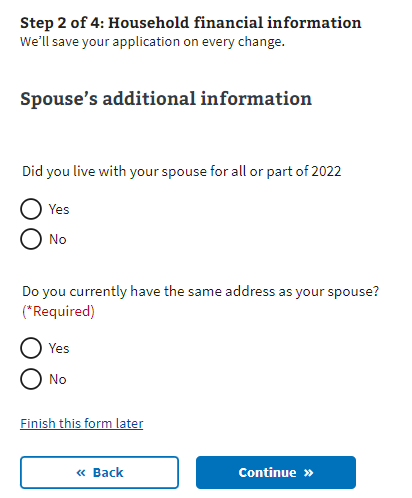 Step 2 of 4: Household financial information
We’ll save your application on every change.
Spouse’s additional information
Did you live with your spouse for all or part of 2022
Yes
No
Do you currently have the same address as your spouse?
(*Required)
Yes
No
Finish this form later
« Back
Continue »